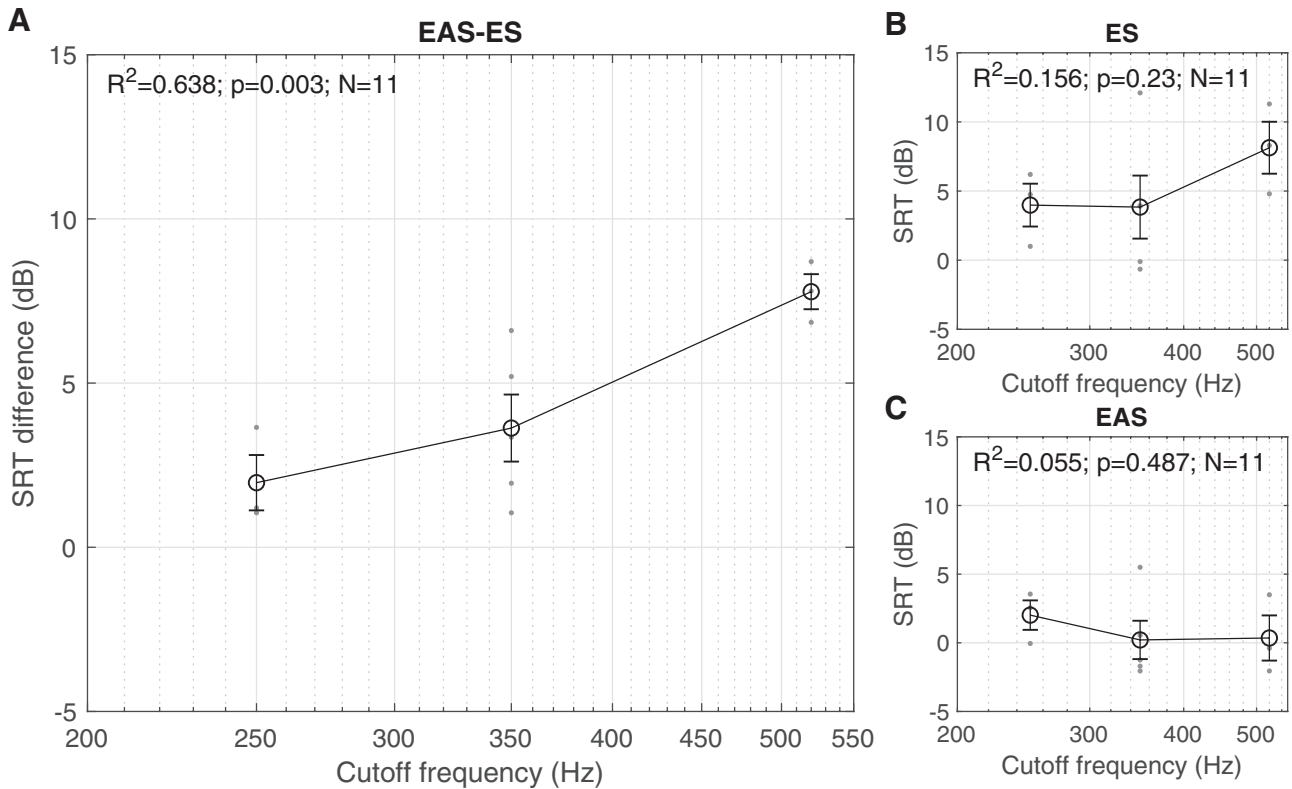 A
EAS-ES
R²=0.638; p=0.003; N=11
15
10
5
0
-5
200 250 300 350 400 450 500 550
SRT difference (dB)
Cutoff frequency (Hz)
B
ES
R²=0.156; p=0.23; N=11
15
10
5
0
-5
200 300 400 500
SRT (dB)
Cutoff frequency (Hz)
C
EAS
R²=0.055; p=0.487; N=11
15
10
5
0
-5
200 300 400 500
SRT (dB)
Cutoff frequency (Hz)